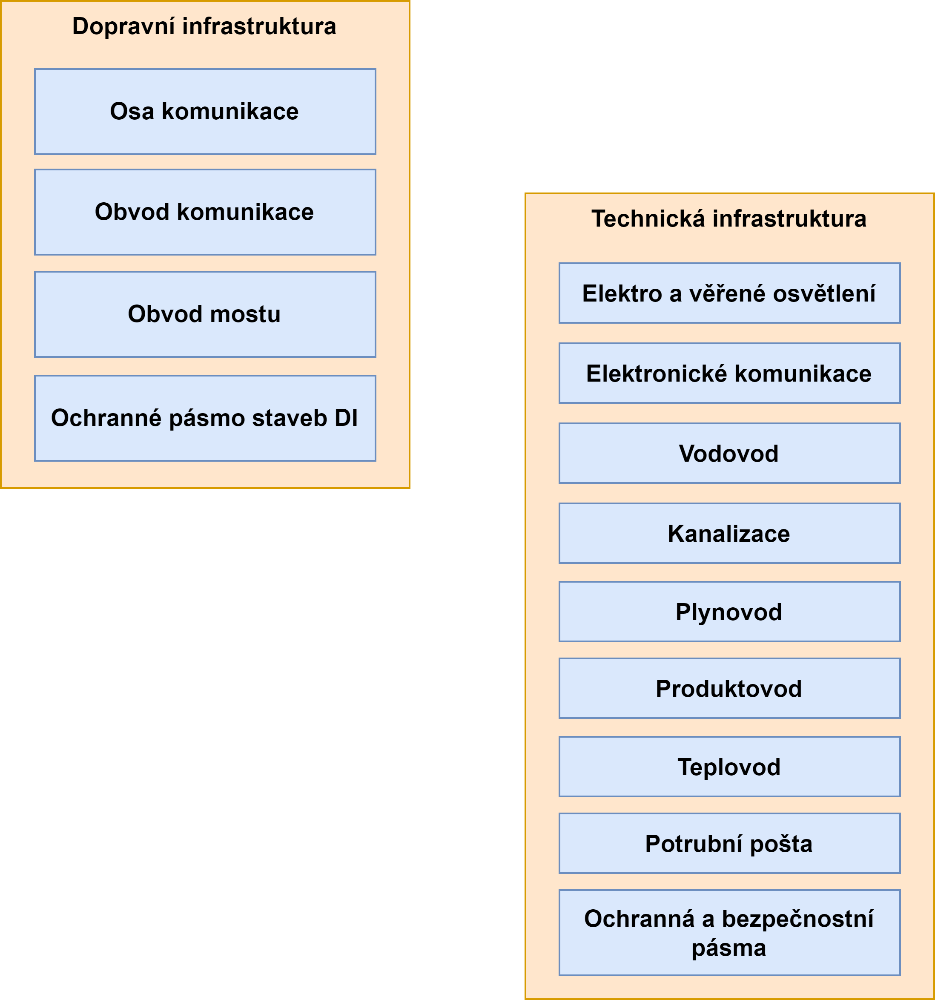 Dopravní infrastruktura
Osa komunikace
Obvod komunikace
Obvod mostu
Ochranné pásmo staveb DI
Technická infrastruktura
Elektro a věřené osvětlení
Elektronické komunikace
Vodovod
Kanalizace
Plynovod
Produktovod
Teplovod
Potrubní pošta
Ochranná a bezpečnostní
pásma